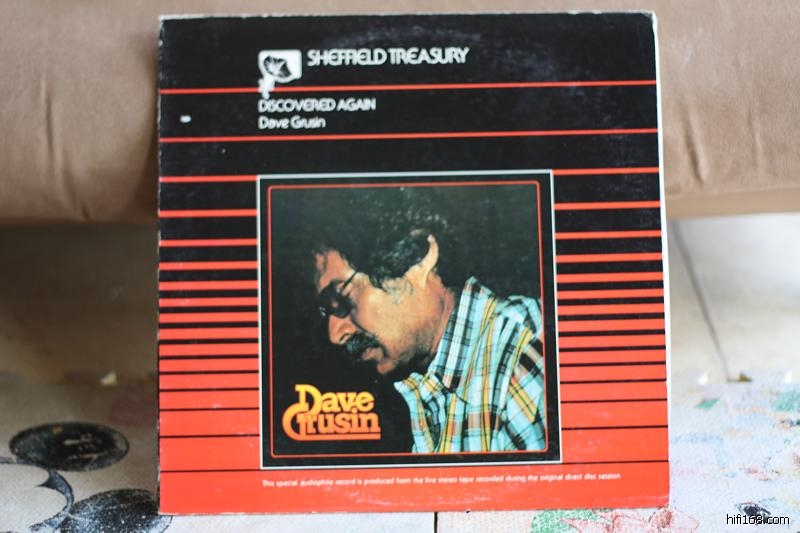 SHEFFIELD TREASURY
DISCOVERED AGAIN
Dave Grusin
Dave
Grusin
This special audiophile record is produced from the live stereo tape recorded during the original direct disc session
hifi168.com